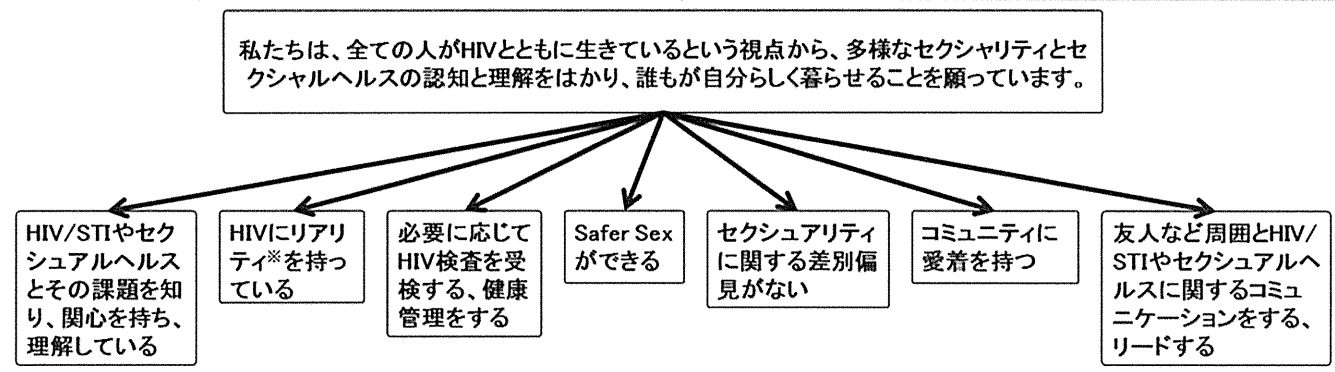 私たちは、全ての人がHIVとともに生きているという視点から、多様なセクシャリティとセ
クシャルヘルスの認知と理解をはかり、誰もが自分らしく暮らせることを願っています。
HIV/STIやセク
シュアルヘルス
とその課題を知
り、関心を持ち、
理解している
HIVにリアリ
ティ※を持っ
ている
必要に応じて
HIV検査を受
検する、健康
管理をする
Safer Sex
ができる
セクシュアリティ
に関する差別偏
見がない
コミュニティに
愛着を持つ
友人など周囲とHIV/
STIやセクシュアルヘ
ルスに関するコミュ
ニケーションをする、
リードする